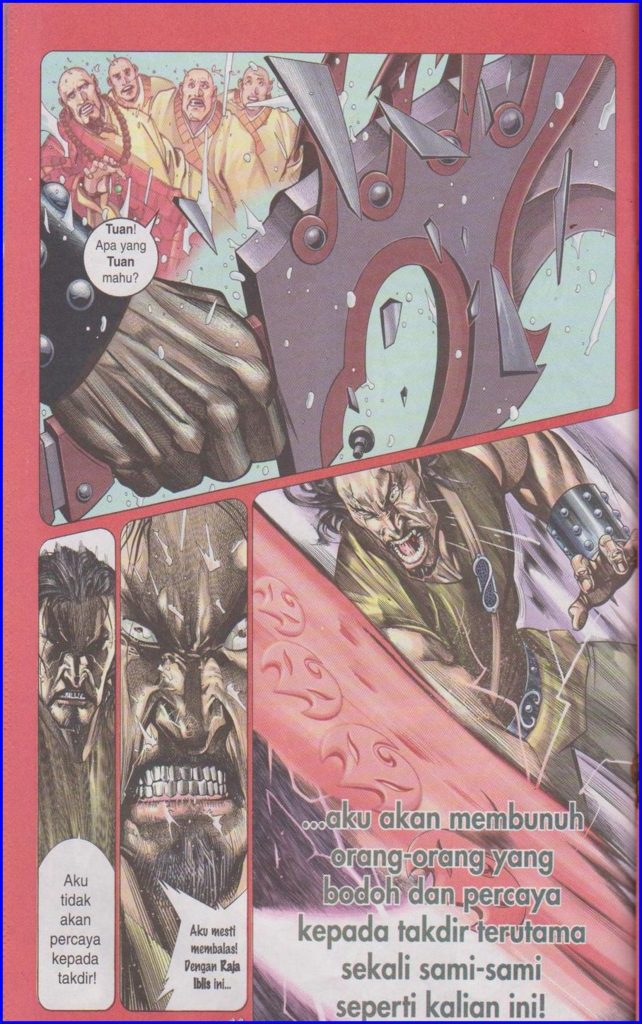 Tuan!
Apa yang
Tuan
mahu?
Aku
tidak
akan
percaya
kepada
takdir!
Aku mesti
membalas!
Dengan Raja
Iblis ini...
...aku akan membunuh
orang-orang yang
bodoh dan percaya
kepada takdir terutama
sekali sami-sami
seperti kalian ini!